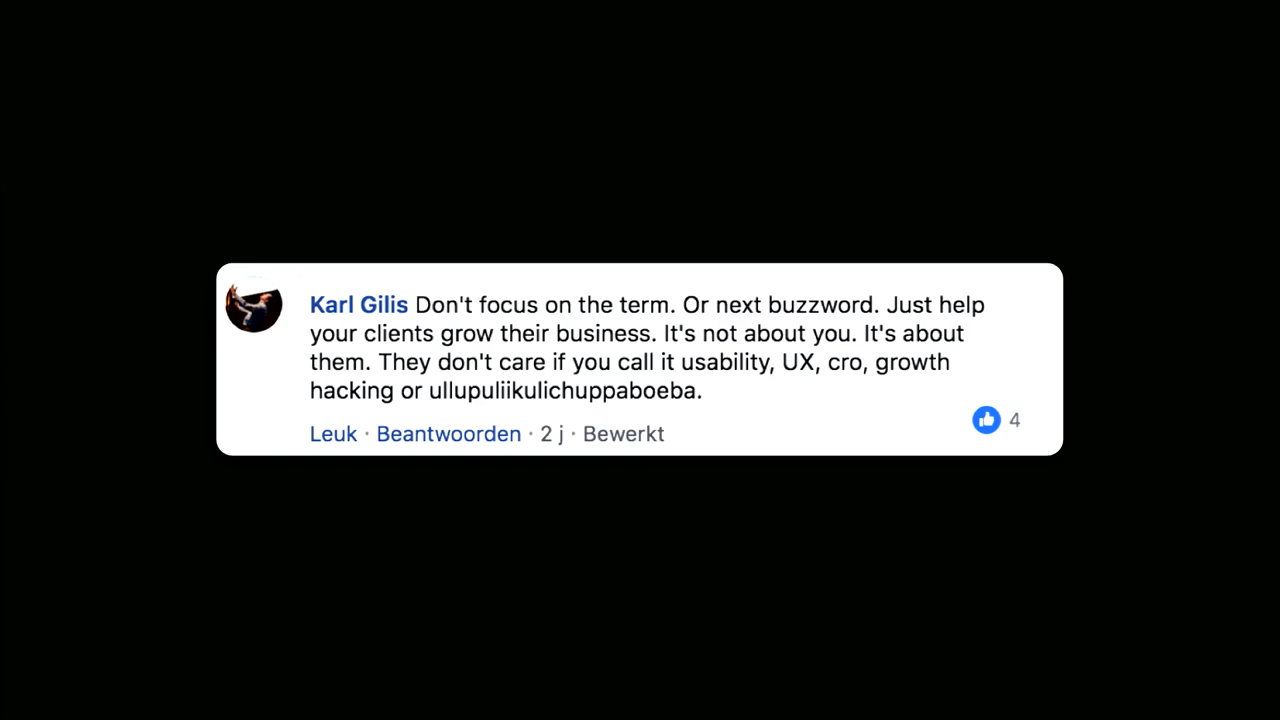 Karl Gilis Don't focus on the term. Or next buzzword. Just help
your clients grow their business. It's not about you. It's about
them. They don't care if you call it usability, UX, cro, growth
hacking or ullupuliikulichuppaboeba.
Leuk · Beantwoorden · 2 j · Bewerkt
4